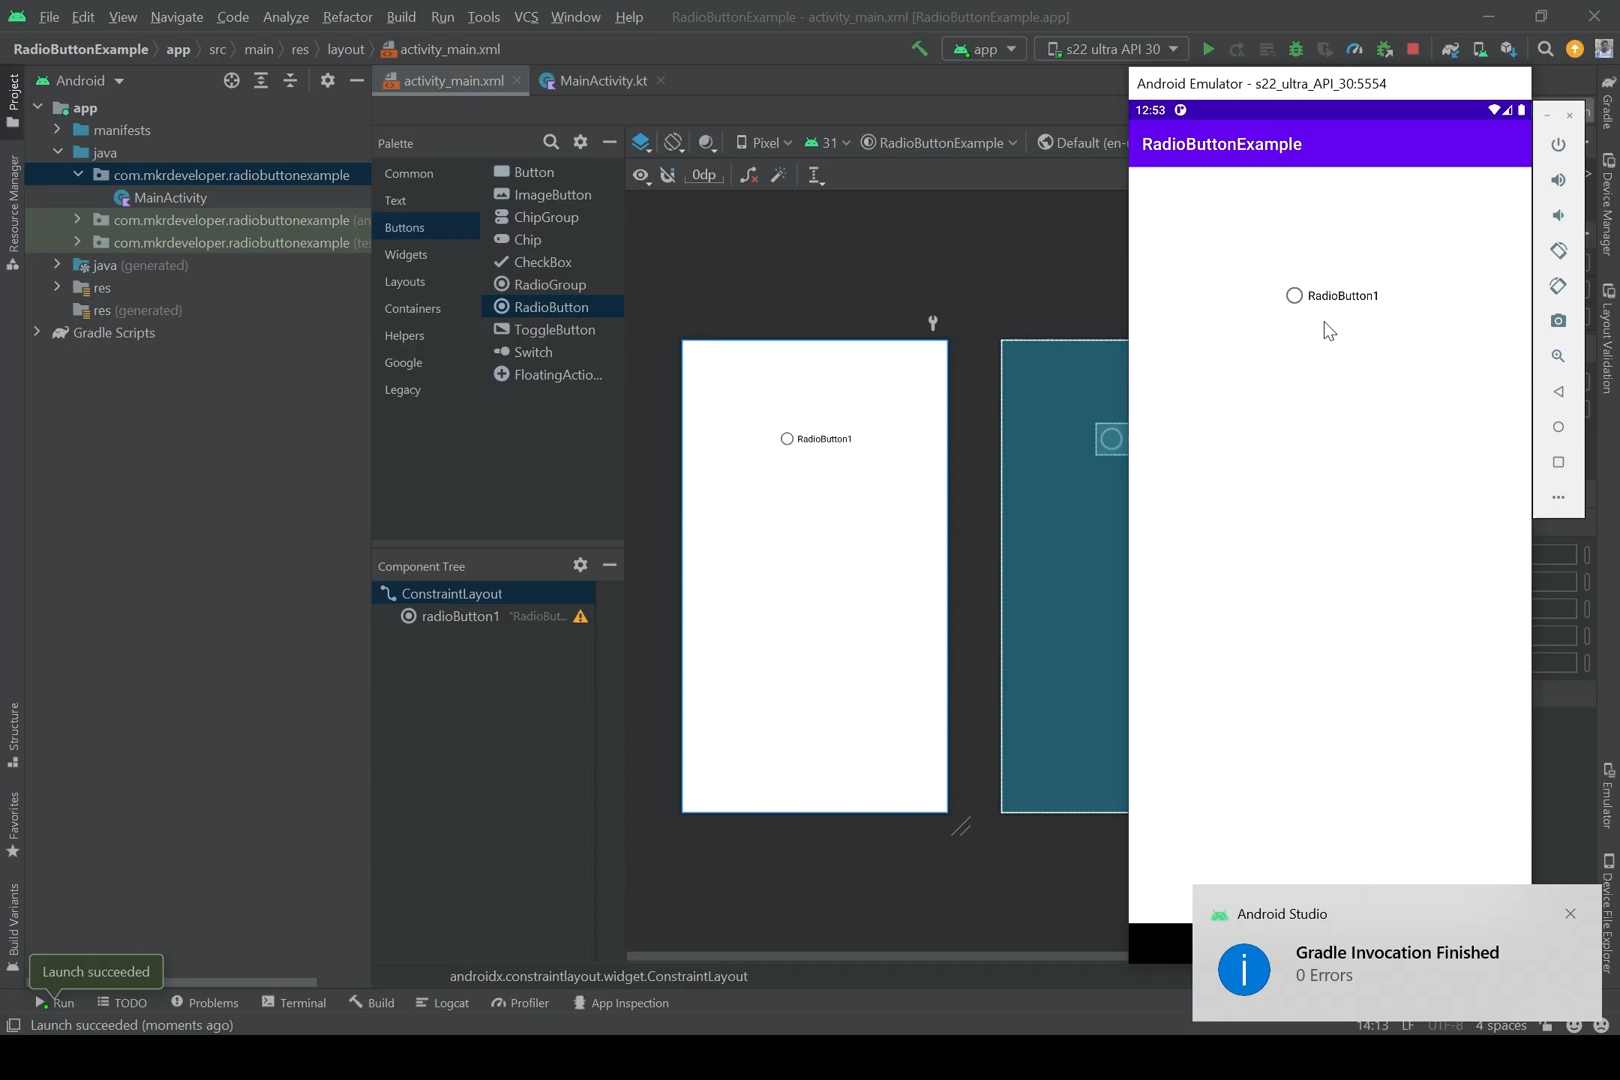 File Edit View Navigate Code Analyze Refactor Build Run Tools VCS Window Help RadioButtonExample - activity_main.xml [RadioButtonExample.app]
RadioButtonExample app src main res layout activity_main.xml app s22 ultra API 30
Project
Android
activity_main.xml MainActivity.kt
Android Emulator - s22_ultra_API_30:5554
app
manifests
java
com.mkrdeveloper.radiobuttonexample
MainActivity
com.mkrdeveloper.radiobuttonexample (an
com.mkrdeveloper.radiobuttonexample (tes
java (generated)
res
res (generated)
Gradle Scripts
Resource Manager
Structure
Favorites
Build Variants
Palette
Common
Text
Buttons
Widgets
Layouts
Containers
Helpers
Google
Legacy
Button
ImageButton
ChipGroup
Chip
CheckBox
RadioGroup
RadioButton
ToggleButton
Switch
FloatingActio...
Pixel 31 RadioButtonExample Default (en-
0dp
RadioButton1
Component Tree
ConstraintLayout
radioButton1 "RadioBut...
androidx.constraintlayout.widget.ConstraintLayout
12:53
RadioButtonExample
RadioButton1
Gradle
Device Manager
Layout Validation
Emulator
Device File Explorer
Android Studio
Gradle Invocation Finished
0 Errors
Launch succeeded
Run TODO Problems Terminal Build Logcat Profiler App Inspection
Launch succeeded (moments ago)
14:13 LF UTF-8 4 spaces